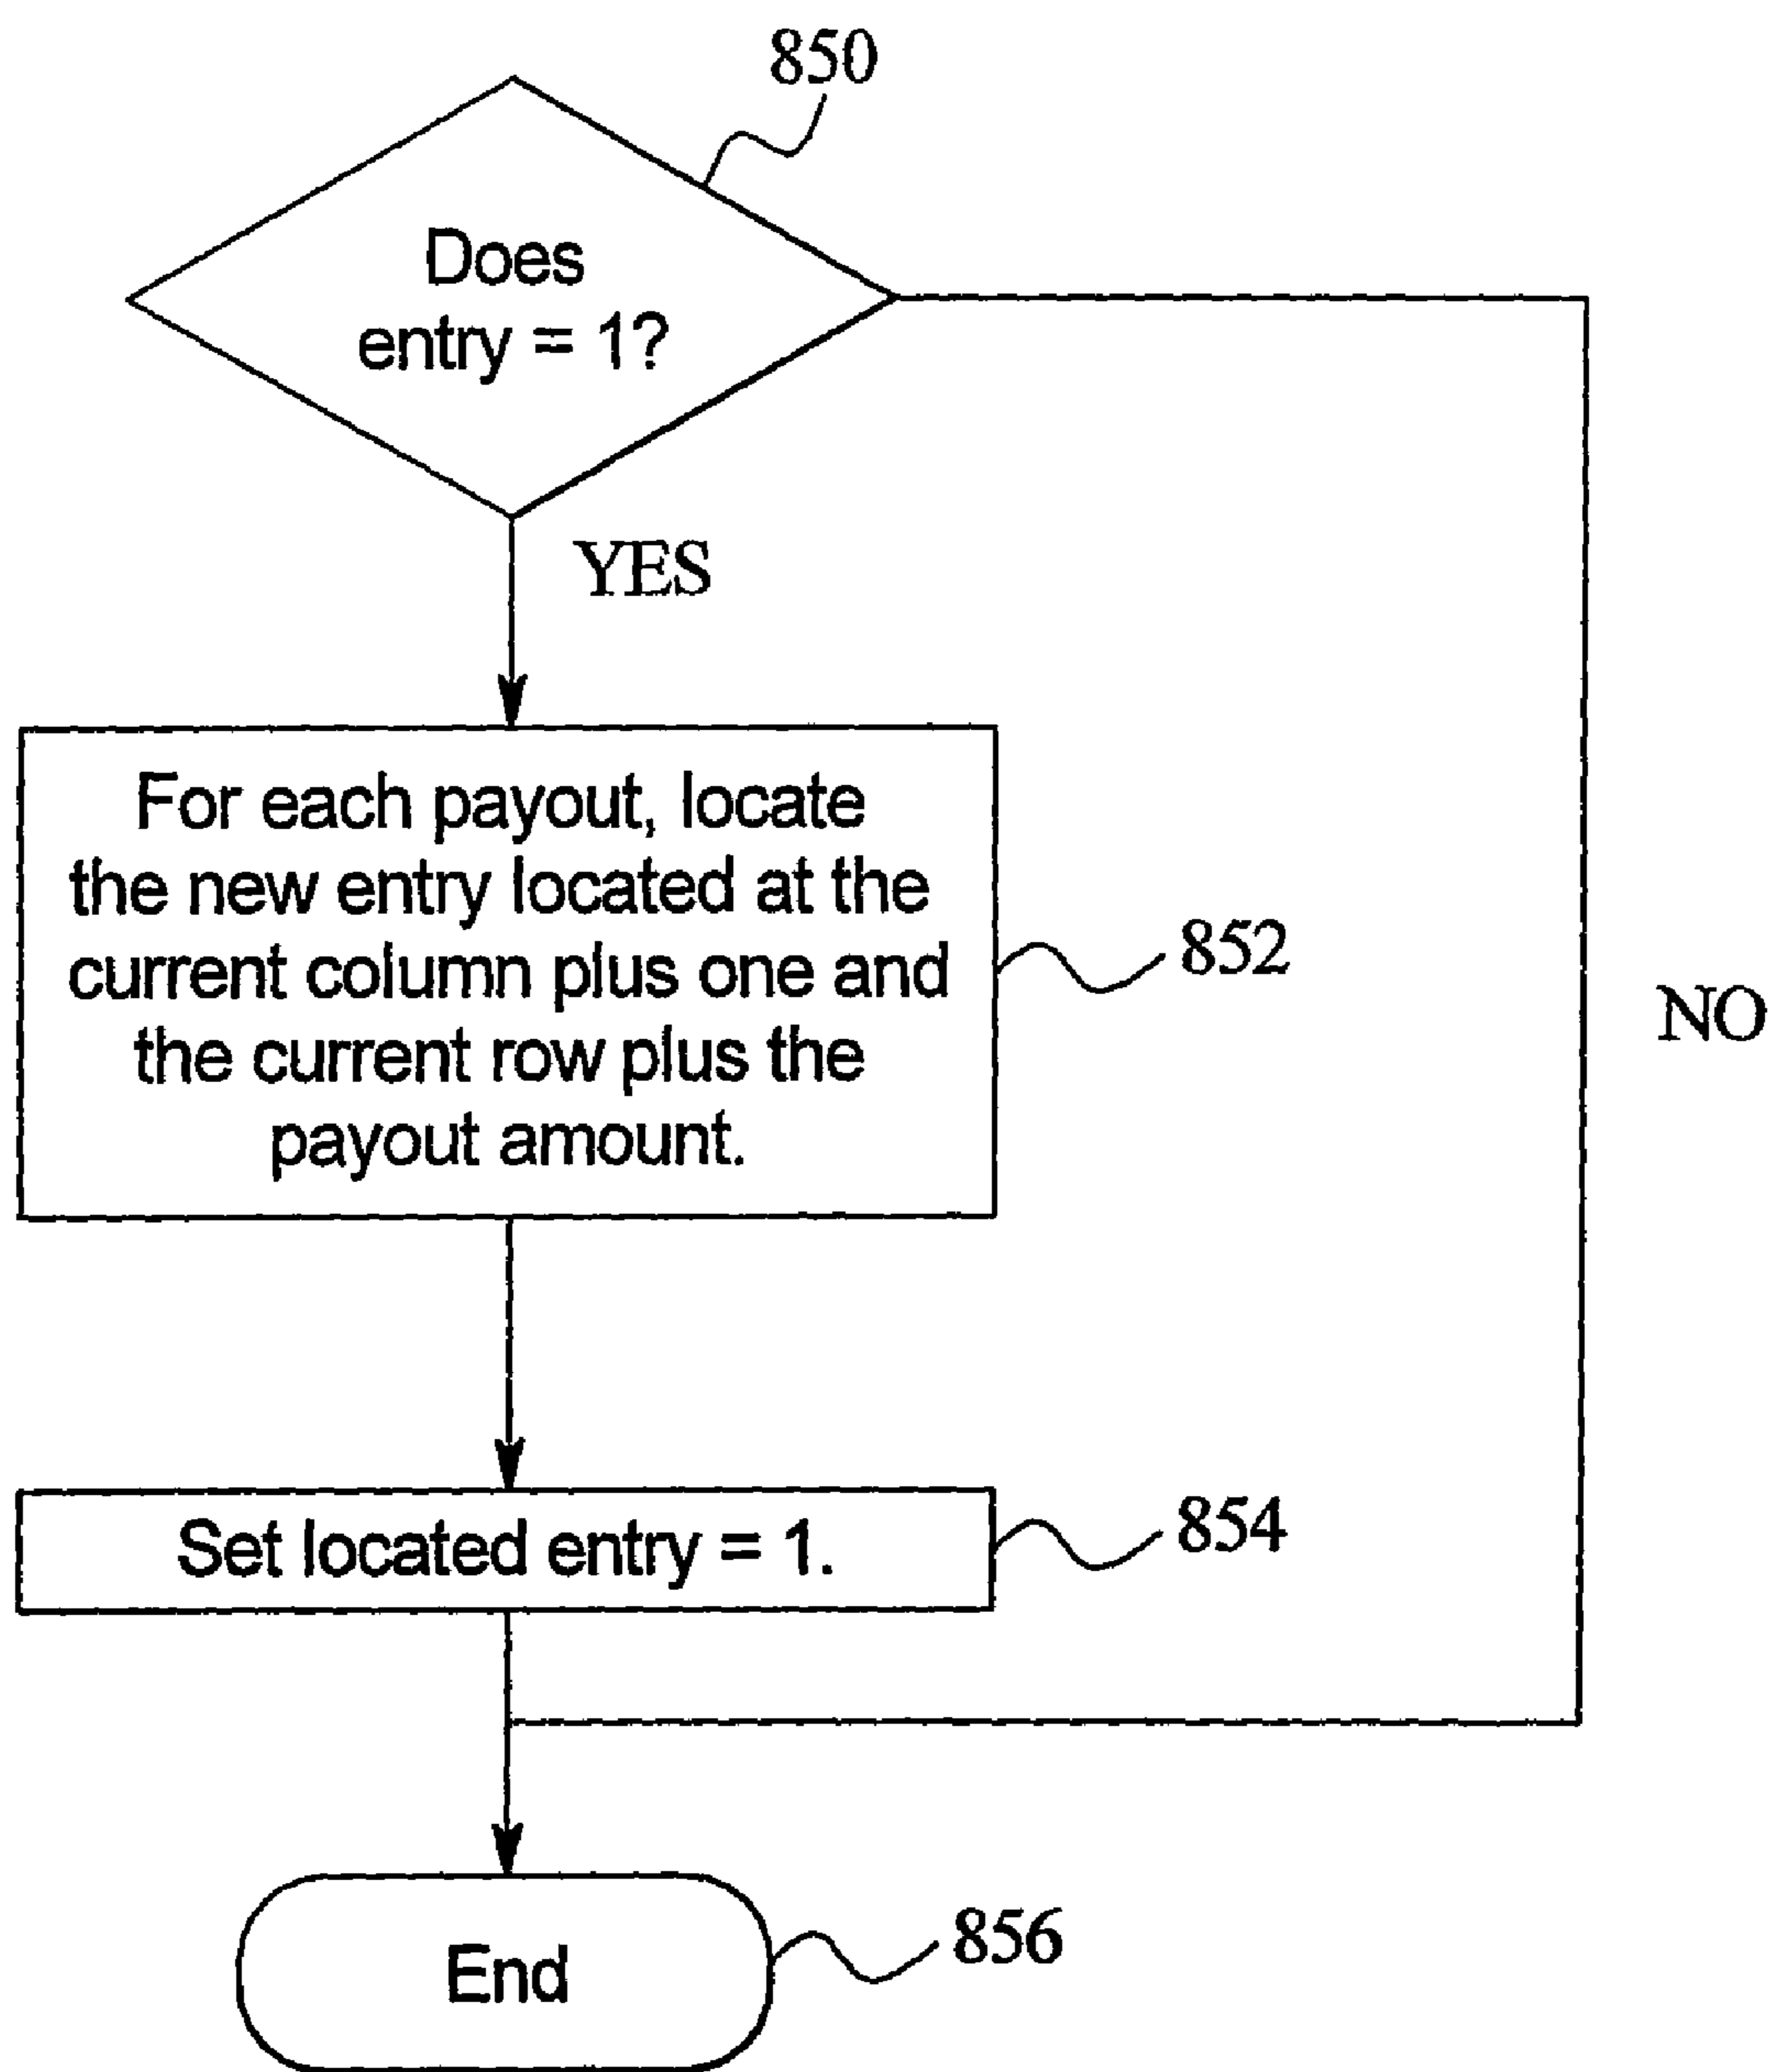 850
Does
entry = 1?
YES
For each payout, locate
the new entry located at the
current column plus one and
the current row plus the
payout amount.
852
NO
Set located entry = 1.
854
End
856